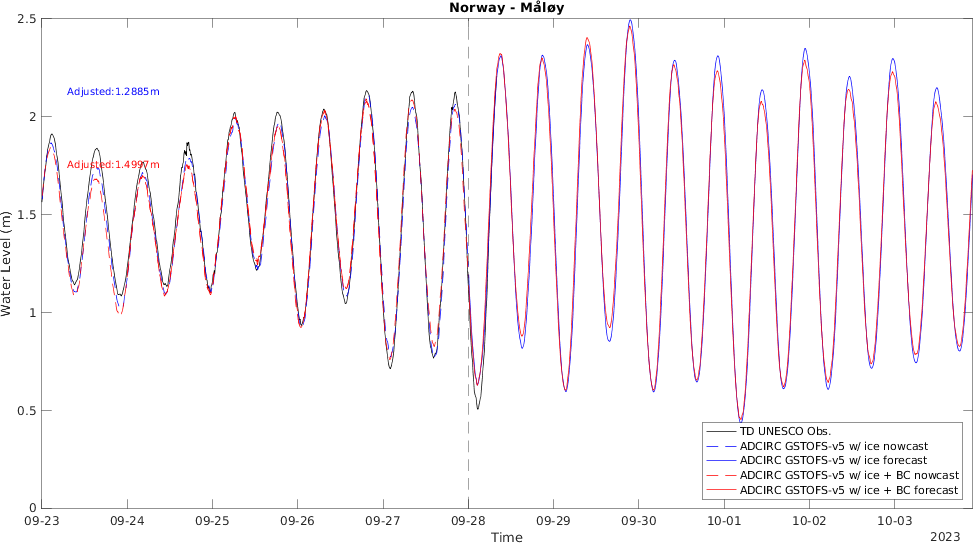 Norway - Måløy
2.5
Adjusted:1.2885m
2
Adjusted:1.4997m
1.5
Water Level (m)
1
0.5
TD UNESCO Obs.
ADCIRC GSTOFS-v5 w/ ice nowcast
ADCIRC GSTOFS-v5 w/ ice forecast
ADCIRC GSTOFS-v5 w/ ice + BC nowcast
ADCIRC GSTOFS-v5 w/ ice + BC forecast
0
09-23 09-24 09-25 09-26 09-27 09-28 09-29 09-30 10-01 10-02 10-03
Time
2023